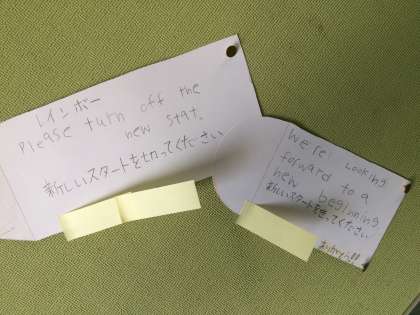 レインボー
Please turn off the
new stat.
新しいスタートを切ってください
We're looking
forward to a
new beginning
新しいスタートを切ってください